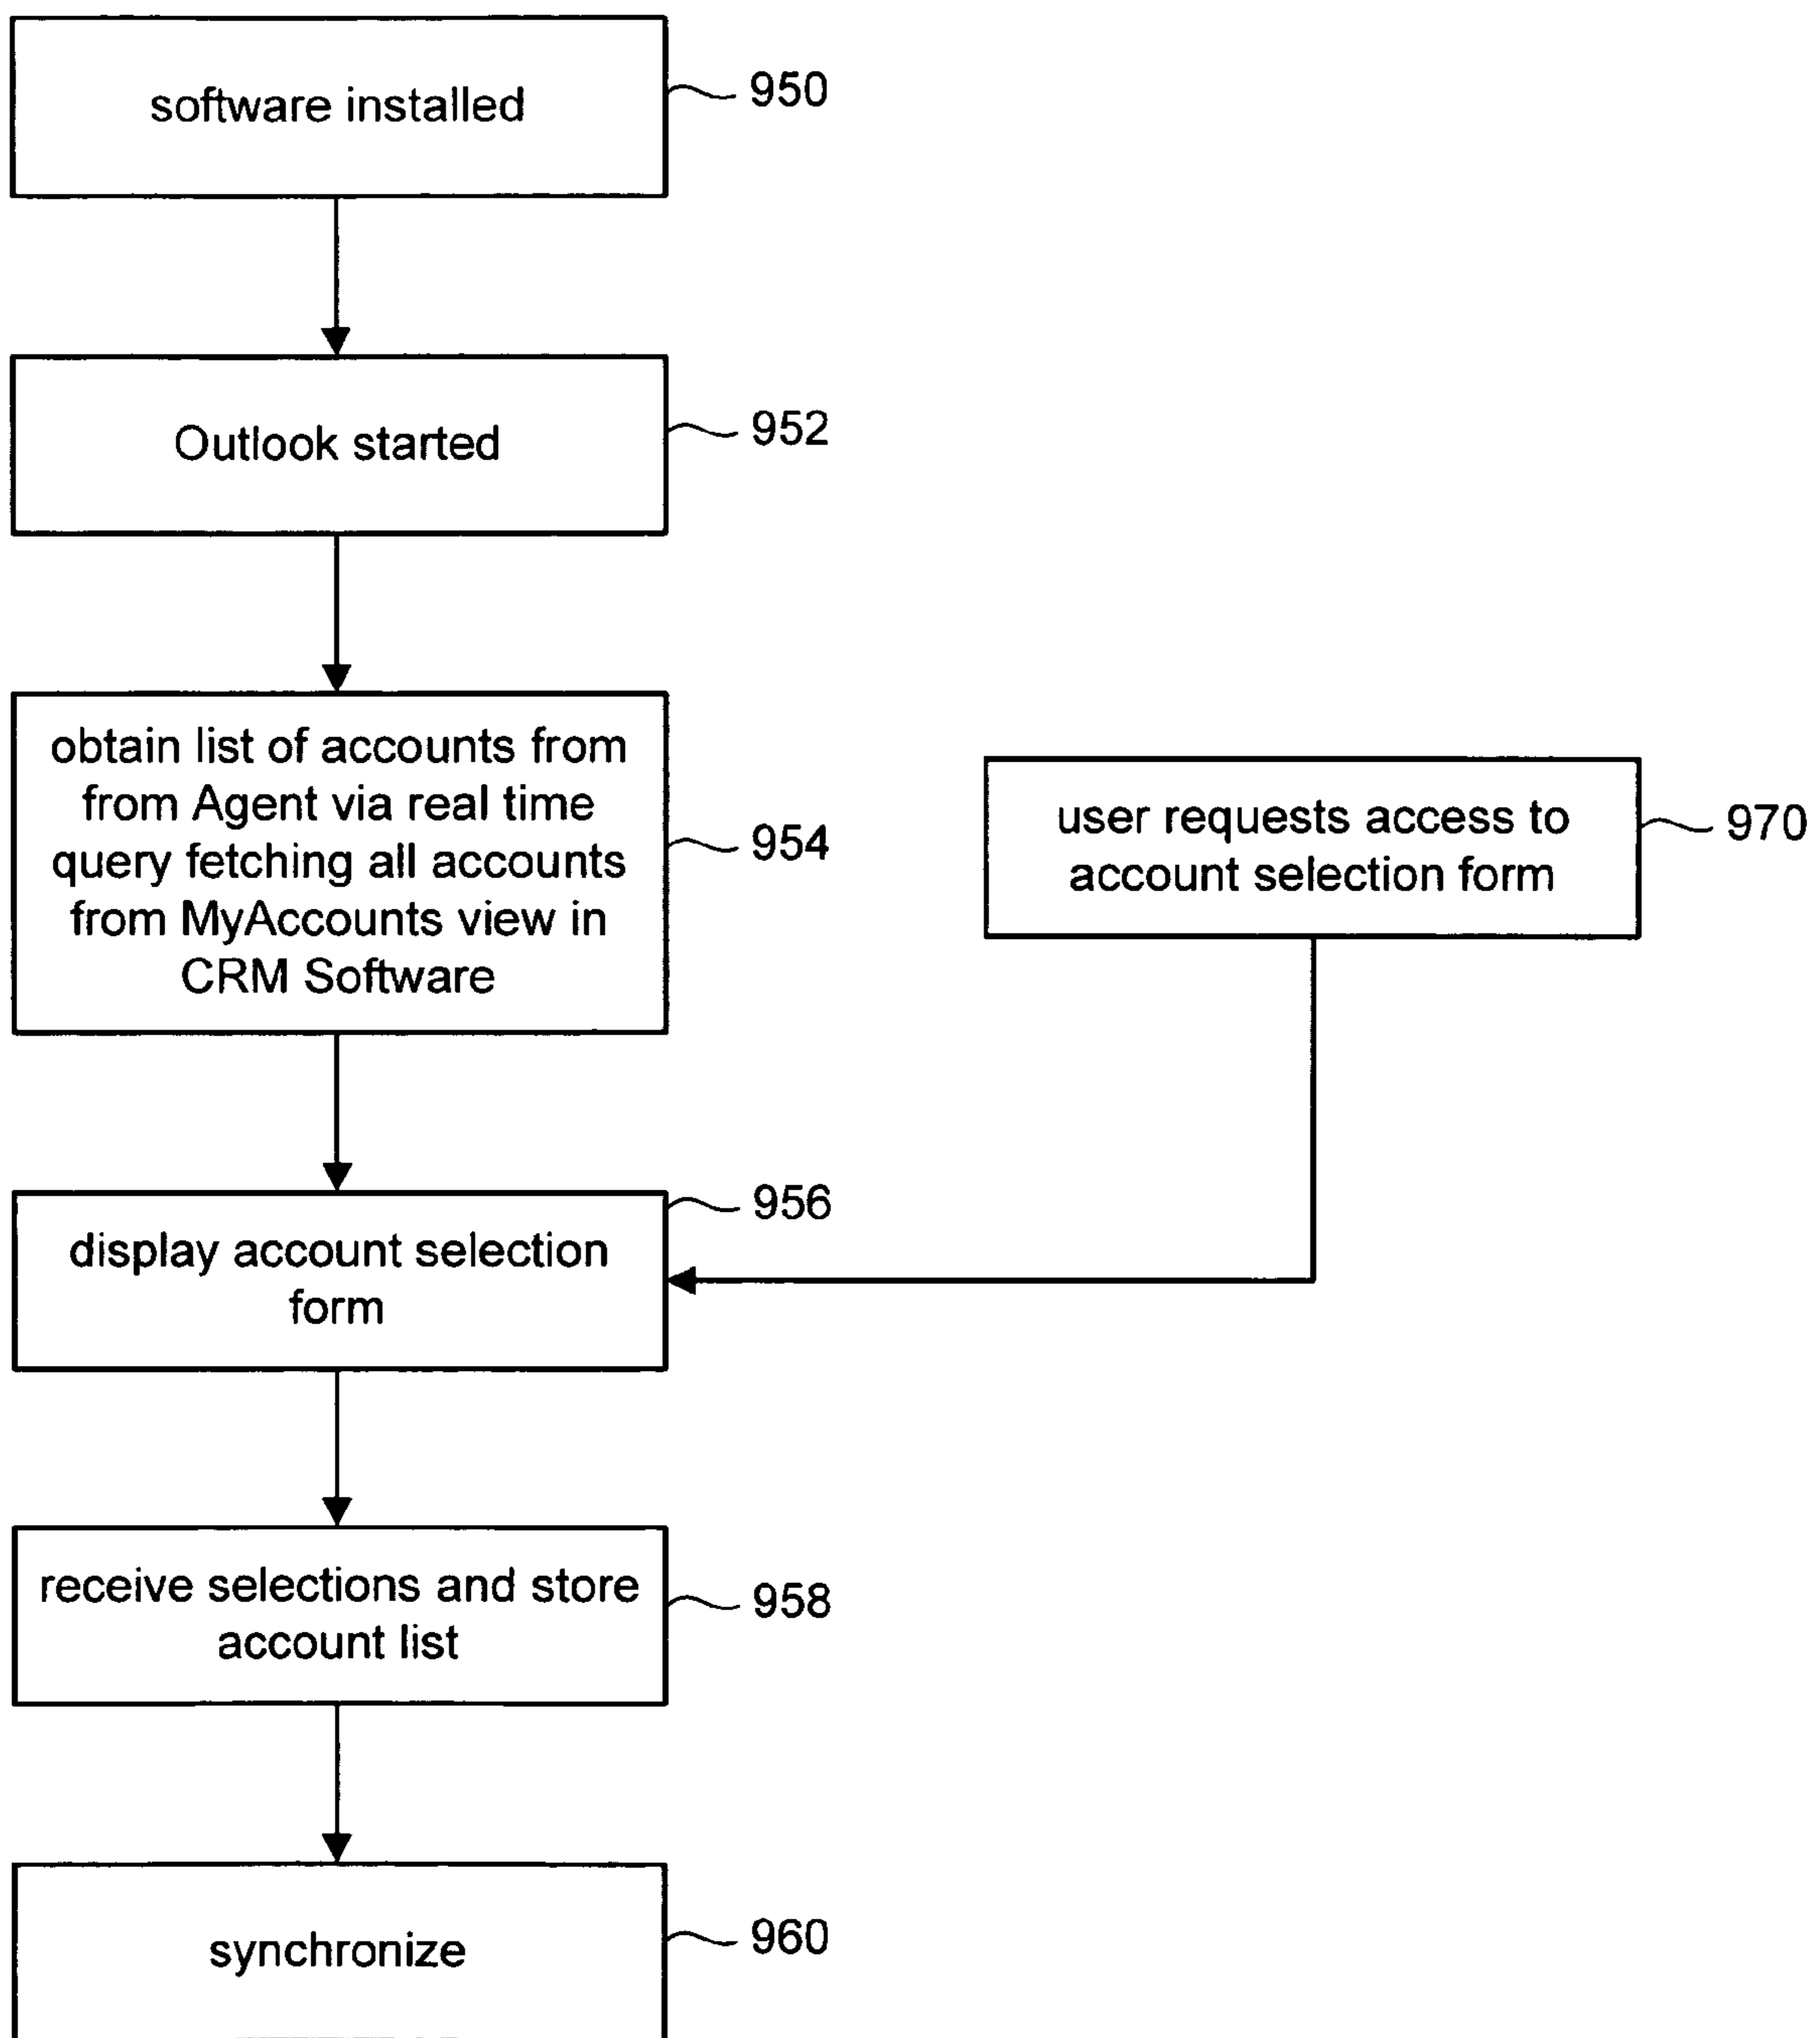 software installed
950
Outlook started
952
obtain list of accounts from
from Agent via real time
query fetching all accounts
from MyAccounts view in
CRM Software
954
user requests access to
account selection form
970
display account selection
form
956
receive selections and store
account list
958
synchronize
960